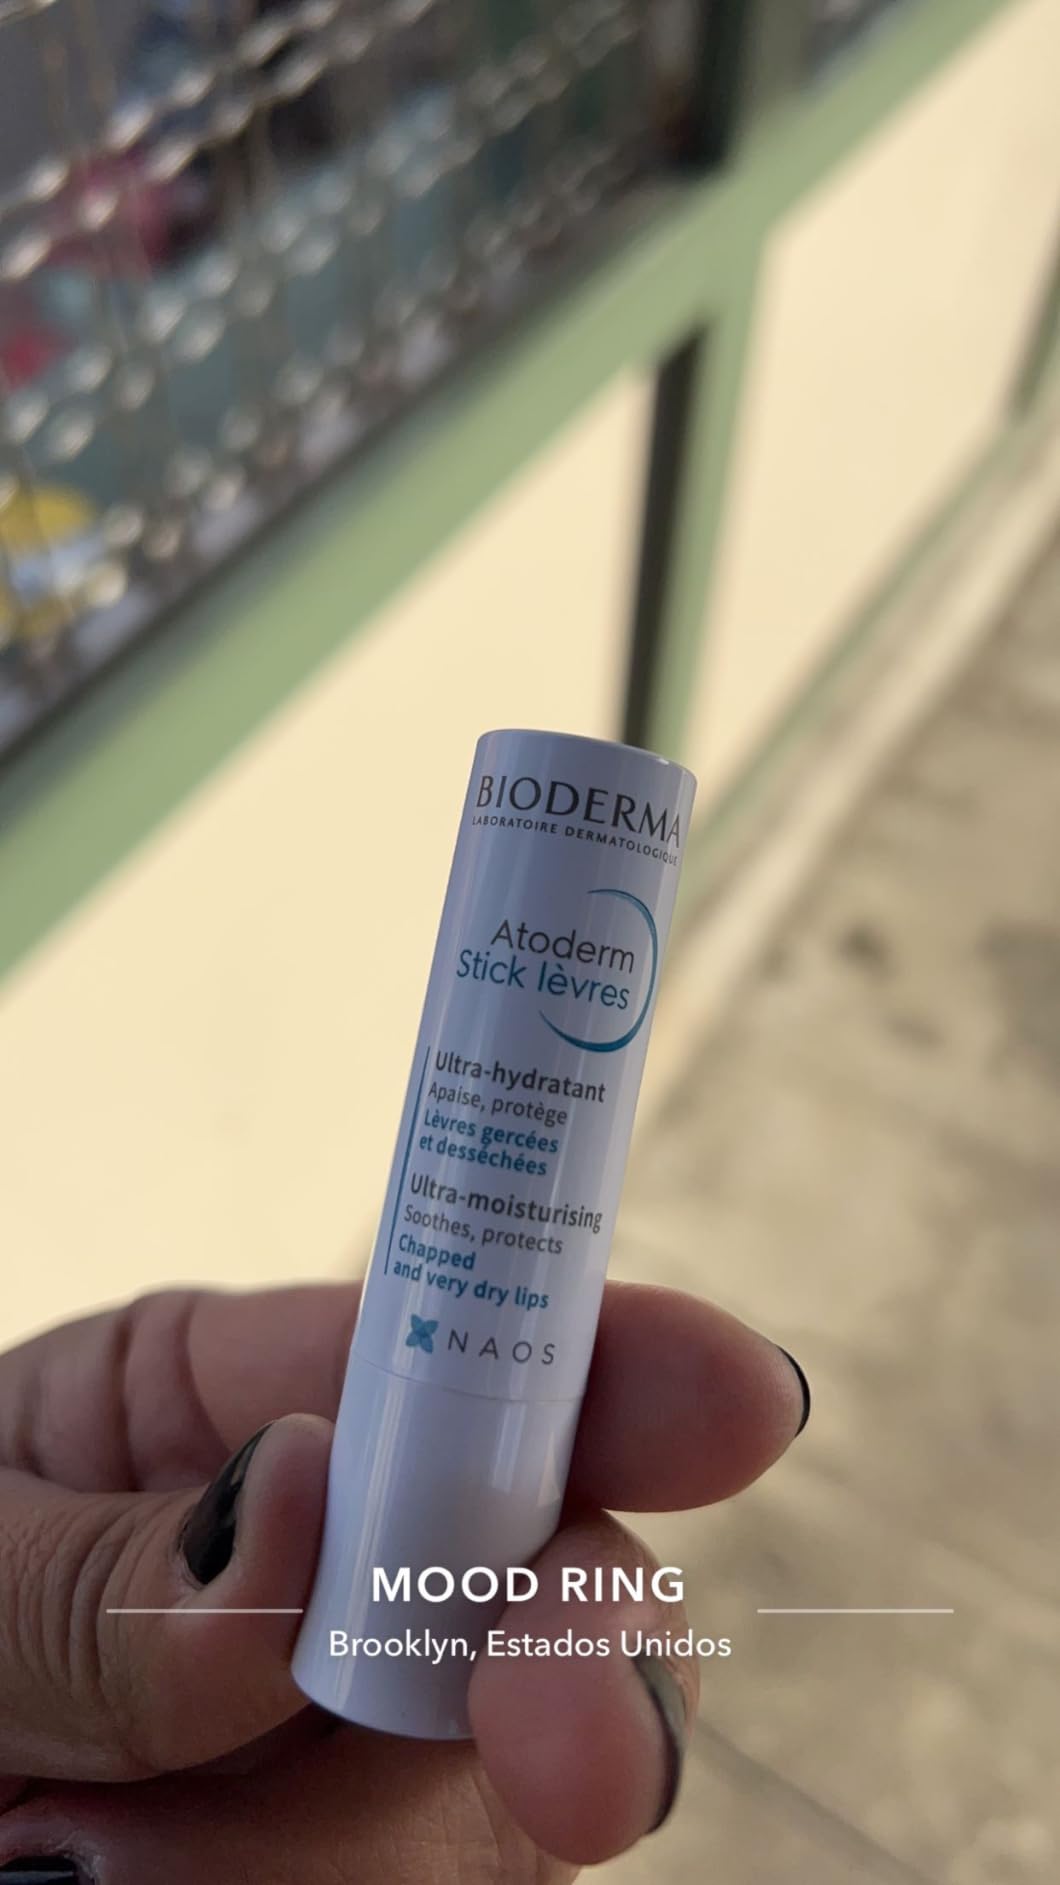 BIODERMA
LABORATOIRE DERMATOLOGIQUE
Atoderm
Stick lèvres
Ultra-hydratant
Apaise, protège
Lèvres gercées
et desséchées
Ultra-moisturising
Soothes, protects
Chapped
and very dry lips
NAOS
MOOD RING
Brooklyn, Estados Unidos